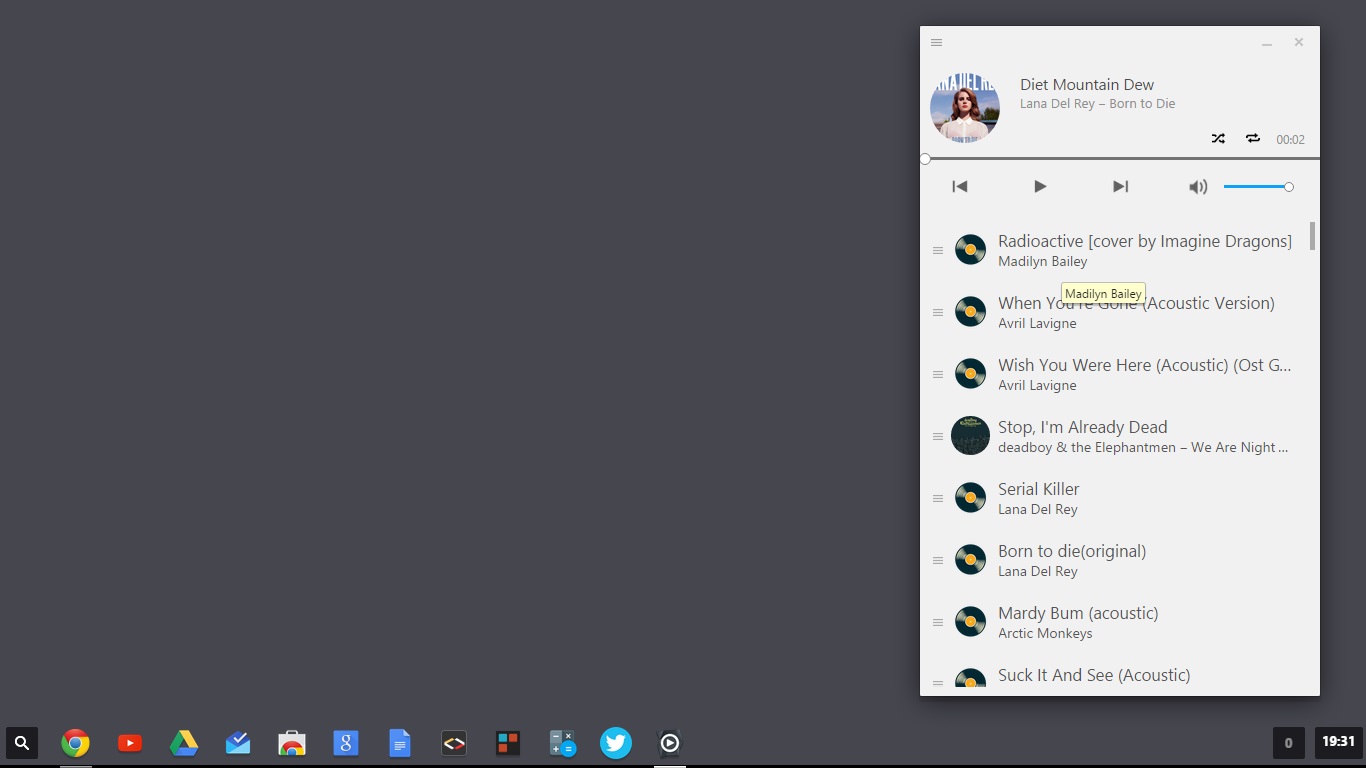 Diet Mountain Dew
Lana Del Rey – Born to Die
00:02
Radioactive [cover by Imagine Dragons]
Madilyn Bailey
Madilyn Bailey
When You're Gone (Acoustic Version)
Avril Lavigne
Wish You Were Here (Acoustic) (Ost G...
Avril Lavigne
Stop, I'm Already Dead
deadboy & the Elephantmen – We Are Night ...
Serial Killer
Lana Del Rey
Born to die(original)
Lana Del Rey
Mardy Bum (acoustic)
Arctic Monkeys
Suck It And See (Acoustic)
8
0
19:31